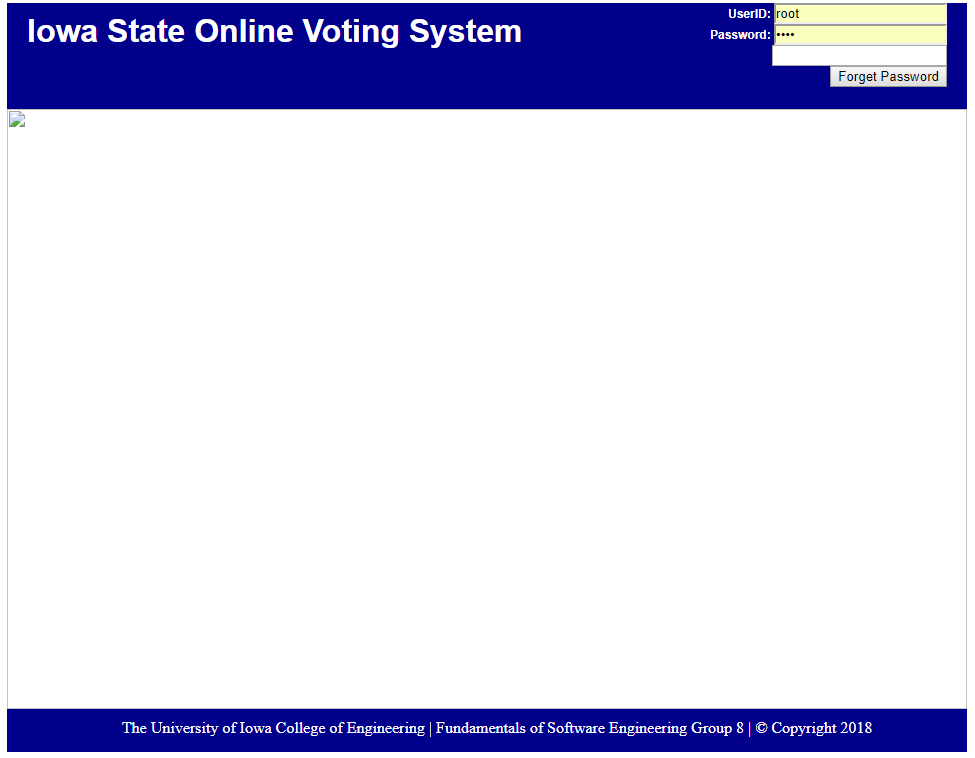 Iowa State Online Voting System
UserID: root
Password: ••••
Forget Password
The University of Iowa College of Engineering | Fundamentals of Software Engineering Group 8 | © Copyright 2018